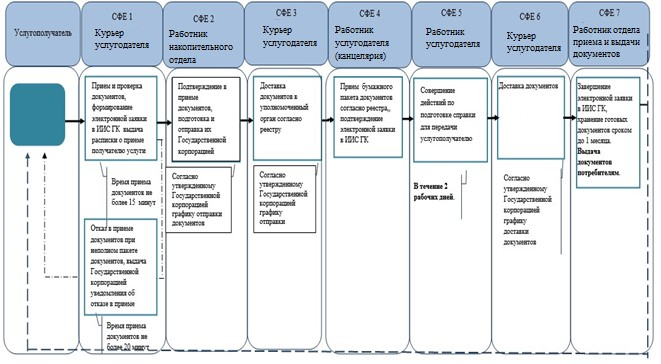 Услугополучатель
СФЕ 1
Курьер
услугодателя
СФЕ 2
Работник
накопительного
отдела
СФЕ 3
Курьер
услугодателя
СФЕ 4
Работник
услугодателя
(канцелярия)
СФЕ 5
Работник
услугодателя
СФЕ 6
Курьер
услугодателя
СФЕ 7
Работник отдела
приема и выдачи
документов
Прием и проверка
документов,
формирование
электронной заявки
в ИИС ГК выдача
расписки о приеме
получателю услуги
Время приема
документов не
более 15 минут
Отказ в приеме
документов при
неполном пакете
документов, выдача
Государственной
корпорацией
уведомления об
отказе в приеме
Время приема
документов не
более 20 минут
Подтверждение в
приеме
документов,
подготовка и
отправка их
Государственной
корпорацией
Согласно
утвержденному
Государственной
корпорацией
графику отправки
документов
Доставка
документов в
уполномоченный
орган согласно
реестру
Согласно
утвержденному
Государственной
корпорацией
графику
отправки
Прием бумажного
пакета документов
согласно реестра,,
подтверждение
электронной заявки
в ИИС ГК
Совершение
действий по
подготовке справки
для передачи
услугополучателю
В течение 2
рабочих дней.
Доставка документов
Согласно
утвержденному
Государственной
корпорацией
графику
доставки
документов
Завершение
электронной заявки
в ИИС ГК,
хранение готовых
документов сроком
до 1 месяца.
Выдача
документов
потребителям.